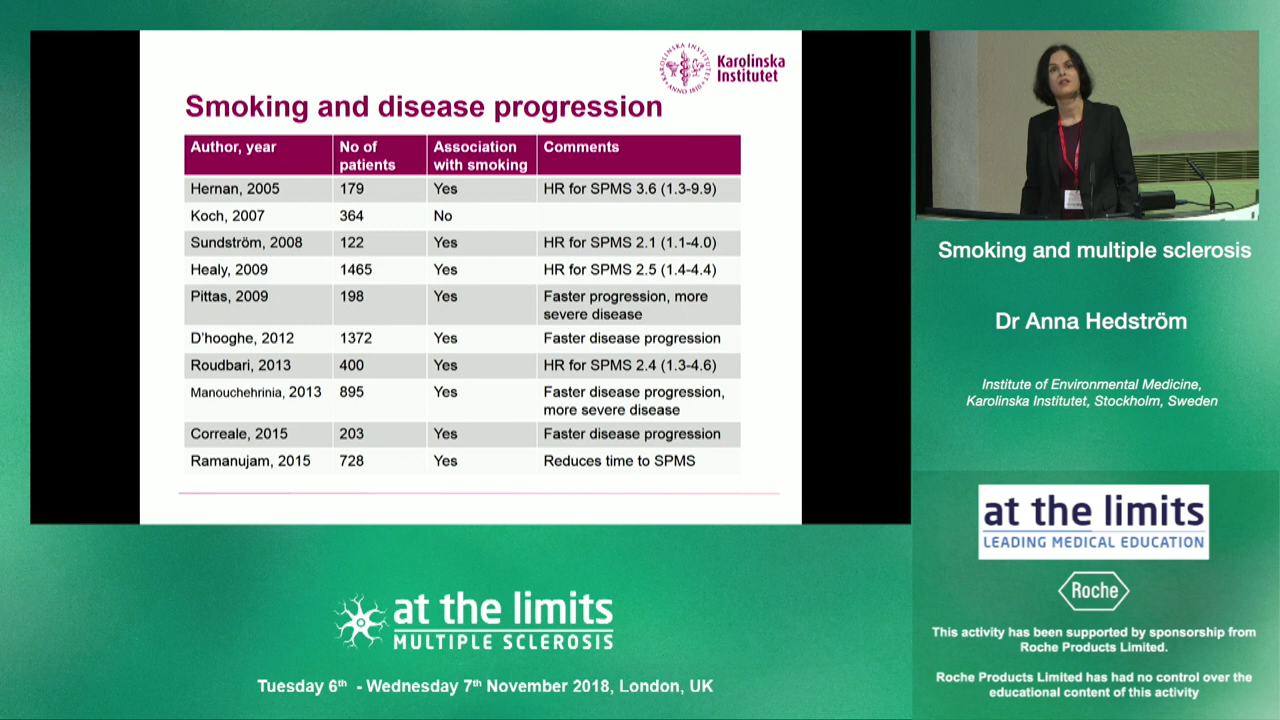 KAROLINSKA INSTITUTET
ANNO 1810
Karolinska
Institutet
Smoking and disease progression
Author, year No of patients Association with smoking Comments
Hernan, 2005 179 Yes HR for SPMS 3.6 (1.3-9.9)
Koch, 2007 364 No
Sundström, 2008 122 Yes HR for SPMS 2.1 (1.1-4.0)
Healy, 2009 1465 Yes HR for SPMS 2.5 (1.4-4.4)
Pittas, 2009 198 Yes Faster progression, more
severe disease
D'hooghe, 2012 1372 Yes Faster disease progression
Roudbari, 2013 400 Yes HR for SPMS 2.4 (1.3-4.6)
Manouchehrinia, 2013 895 Yes Faster disease progression,
more severe disease
Correale, 2015 203 Yes Faster disease progression
Ramanujam, 2015 728 Yes Reduces time to SPMS
Smoking and multiple sclerosis
Dr Anna Hedström
Institute of Environmental Medicine,
Karolinska Institutet, Stockholm, Sweden
at the limits
LEADING MEDICAL EDUCATION
Roche
This activity has been supported by sponsorship from
Roche Products Limited.
Roche Products Limited has had no control over the
educational content of this activity
at the limits
MULTIPLE SCLEROSIS
Tuesday 6th - Wednesday 7th November 2018, London, UK